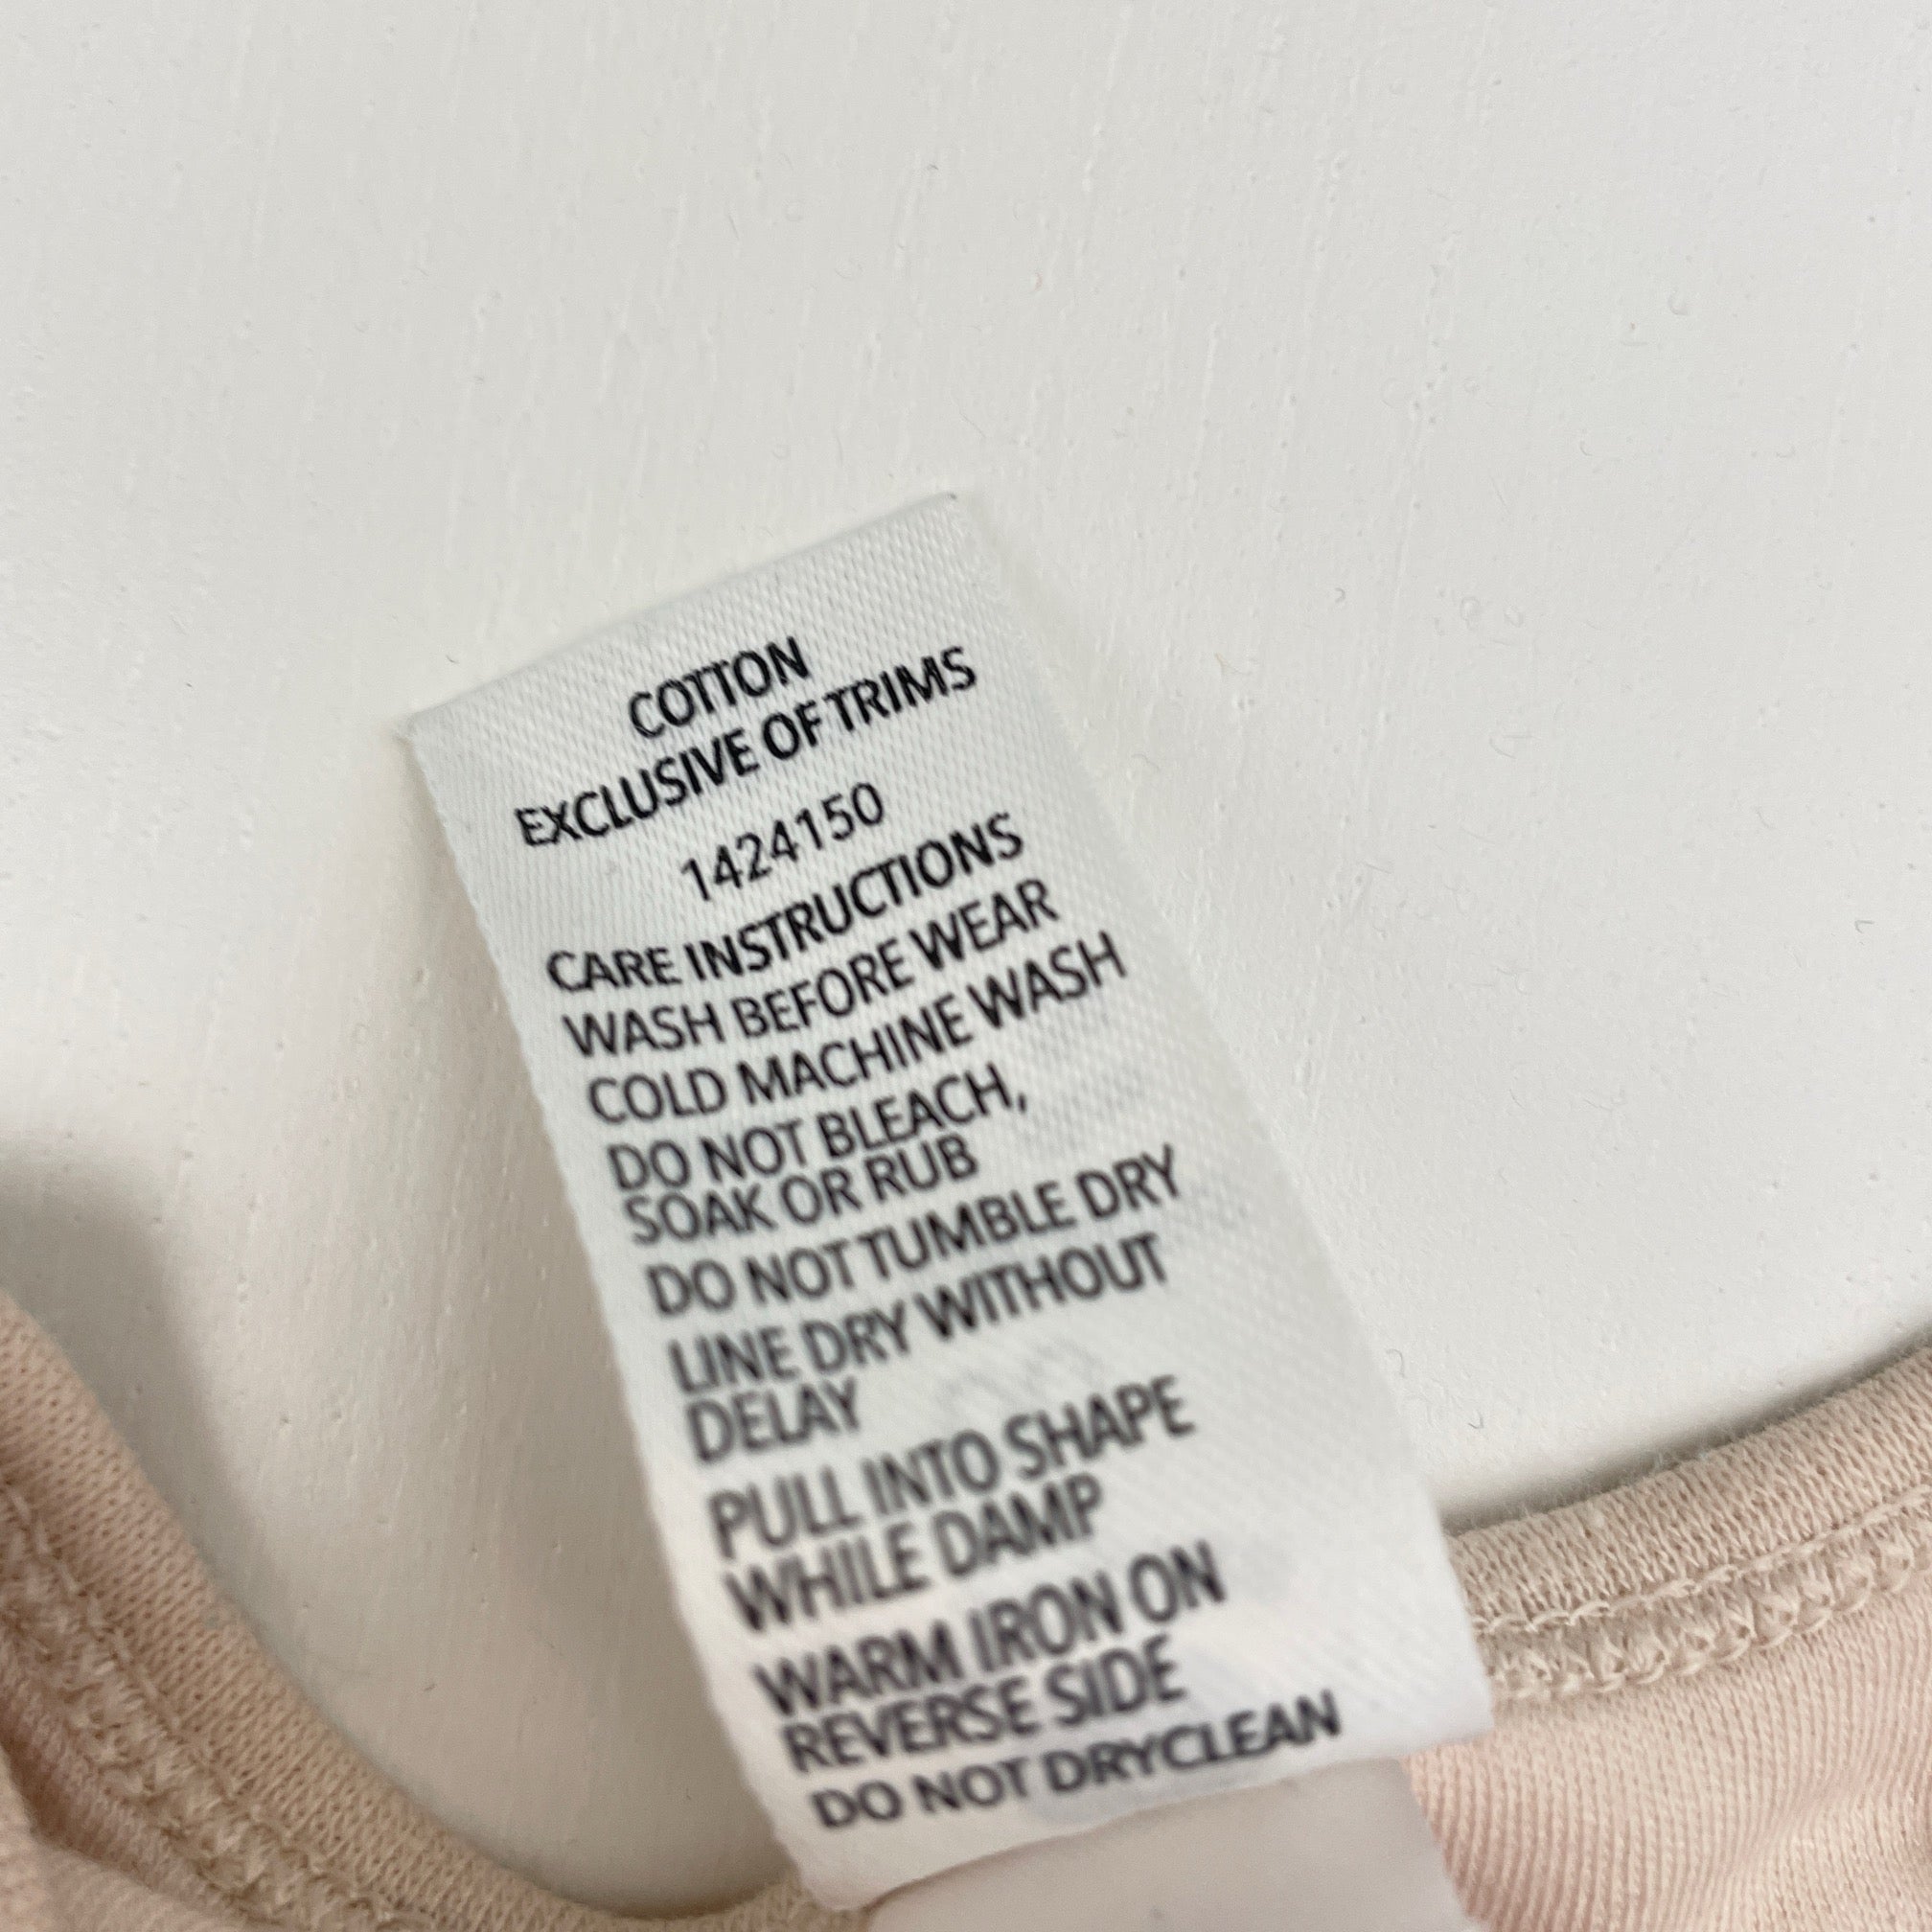 COTTON
EXCLUSIVE OF TRIMS
1424150
CARE INSTRUCTIONS
WASH BEFORE WEAR
COLD MACHINE WASH
DO NOT BLEACH,
SOAK OR RUB
DO NOT TUMBLE DRY
LINE DRY WITHOUT
DELAY
PULL INTO SHAPE
WHILE DAMP
WARM IRON ON
REVERSE SIDE
DO NOT DRYCLEAN